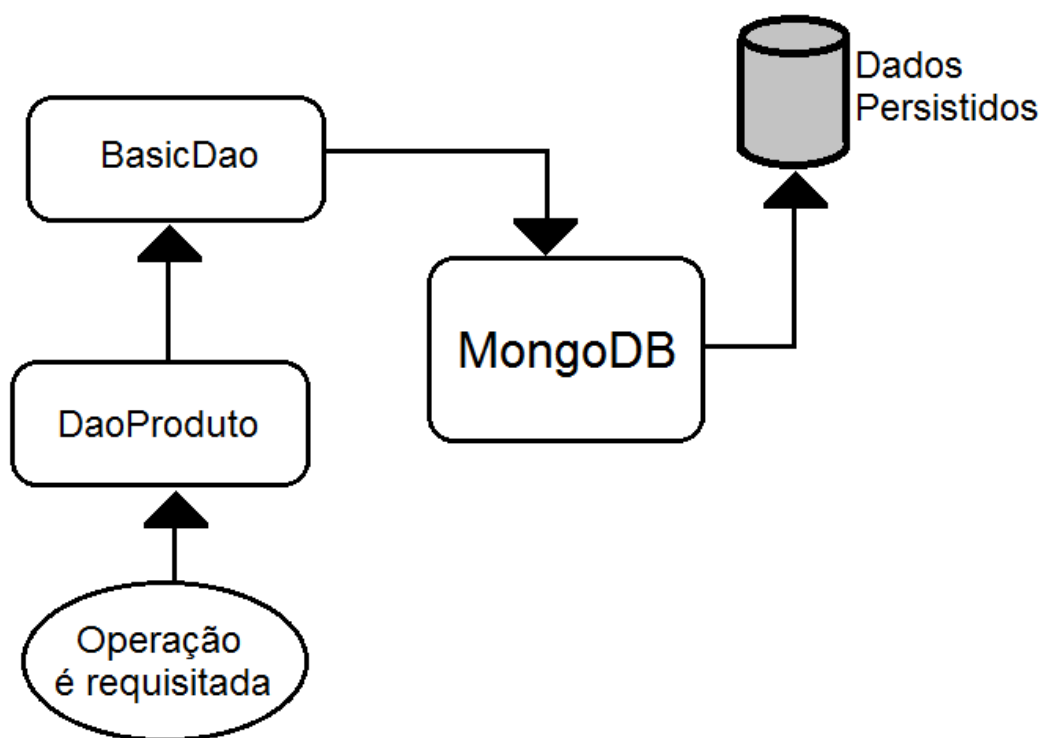 Dados
Persistidos
BasicDao
MongoDB
DaoProduto
Operação
é requisitada